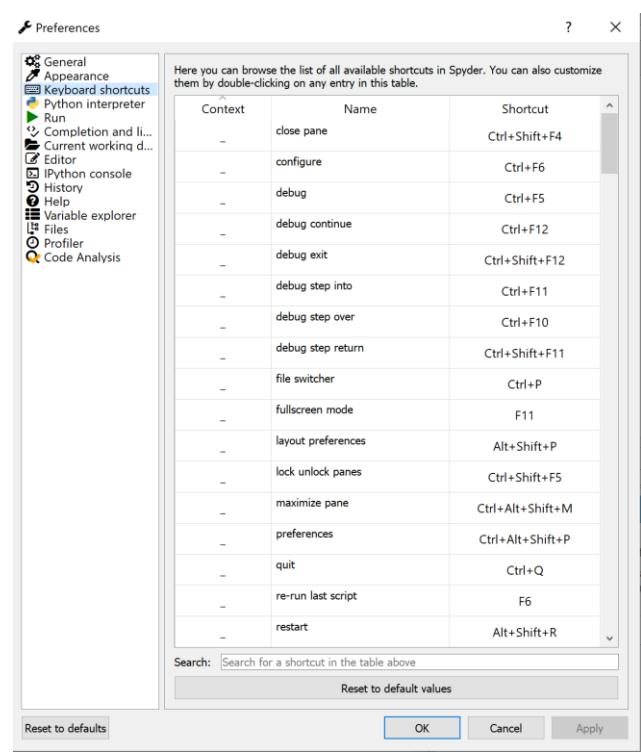 Preferences
?
General
Appearance
Keyboard shortcuts
Python interpreter
Run
Completion and li...
Current working d...
Editor
IPython console
History
Help
Variable explorer
Files
Profiler
Code Analysis
Here you can browse the list of all available shortcuts in Spyder. You can also customize
them by double-clicking on any entry in this table.
Context Name Shortcut
_ close pane Ctrl+Shift+F4
_ configure Ctrl+F6
_ debug Ctrl+F5
_ debug continue Ctrl+F12
_ debug exit Ctrl+Shift+F12
_ debug step into Ctrl+F11
_ debug step over Ctrl+F10
_ debug step return Ctrl+Shift+F11
_ file switcher Ctrl+P
_ fullscreen mode F11
_ layout preferences Alt+Shift+P
_ lock unlock panes Ctrl+Shift+F5
_ maximize pane Ctrl+Alt+Shift+M
_ preferences Ctrl+Alt+Shift+P
_ quit Ctrl+Q
_ re-run last script F6
_ restart Alt+Shift+R
Search: Search for a shortcut in the table above
Reset to default values
Reset to defaults OK Cancel Apply